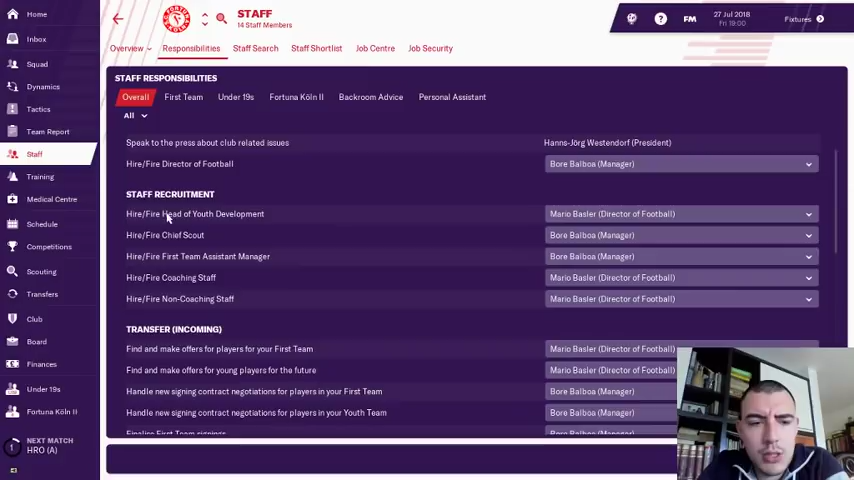 Home
Inbox
Squad
Dynamics
Tactics
Team Report
Staff
Training
Medical Centre
Schedule
Competitions
Scouting
Transfers
Club
Board
Finances
Under 19s
Fortuna Köln II
1
NEXT MATCH
HRO (A)
STAFF
14 Staff Members
?
FM
27 Jul 2018
Fri 19:00
Fixtures
Overview
Responsibilities
Staff Search
Staff Shortlist
Job Centre
Job Security
STAFF RESPONSIBILITIES
Overall
First Team
Under 19s
Fortuna Köln II
Backroom Advice
Personal Assistant
All
Speak to the press about club related issues Hanns-Jörg Westendorf (President)
Hire/Fire Director of Football Bore Balboa (Manager)
STAFF RECRUITMENT
Hire/Fire Head of Youth Development Mario Basler (Director of Football)
Hire/Fire Chief Scout Bore Balboa (Manager)
Hire/Fire First Team Assistant Manager Bore Balboa (Manager)
Hire/Fire Coaching Staff Mario Basler (Director of Football)
Hire/Fire Non-Coaching Staff Mario Basler (Director of Football)
TRANSFER (INCOMING)
Find and make offers for players for your First Team Mario Basler (Director of Football)
Find and make offers for young players for the future Mario Basler (Director of Football)
Handle new signing contract negotiations for players in your First Team Bore Balboa (Manager)
Handle new signing contract negotiations for players in your Youth Team Bore Balboa (Manager)
Finalise First Team signings Bore Balboa (Manager)